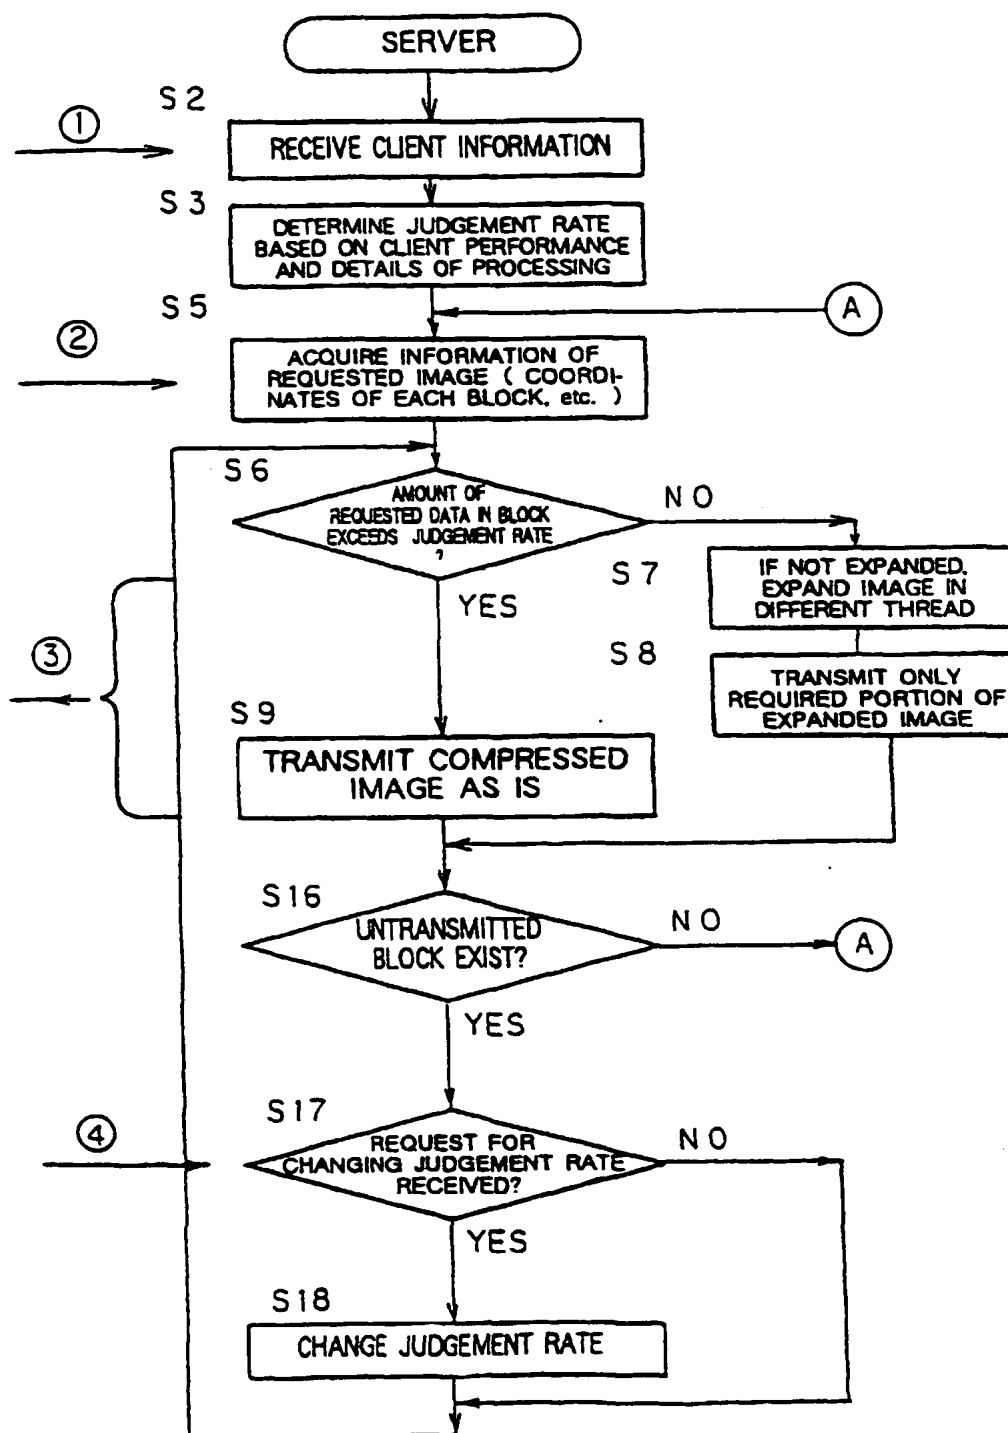 SERVER
S2
①
RECEIVE CLIENT INFORMATION
S3
DETERMINE JUDGEMENT RATE
BASED ON CLIENT PERFORMANCE
AND DETAILS OF PROCESSING
S5
A
②
ACQUIRE INFORMATION OF
REQUESTED IMAGE ( COORDI-
NATES OF EACH BLOCK, etc. )
S6
AMOUNT OF
REQUESTED DATA IN BLOCK
EXCEEDS JUDGEMENT RATE
?
NO
YES
S7
IF NOT EXPANDED,
EXPAND IMAGE IN
DIFFERENT THREAD
③
S8
TRANSMIT ONLY
REQUIRED PORTION OF
EXPANDED IMAGE
S9
TRANSMIT COMPRESSED
IMAGE AS IS
S16
UNTRANSMITTED
BLOCK EXIST?
NO
A
YES
S17
④
REQUEST FOR
CHANGING JUDGEMENT RATE
RECEIVED?
NO
YES
S18
CHANGE JUDGEMENT RATE